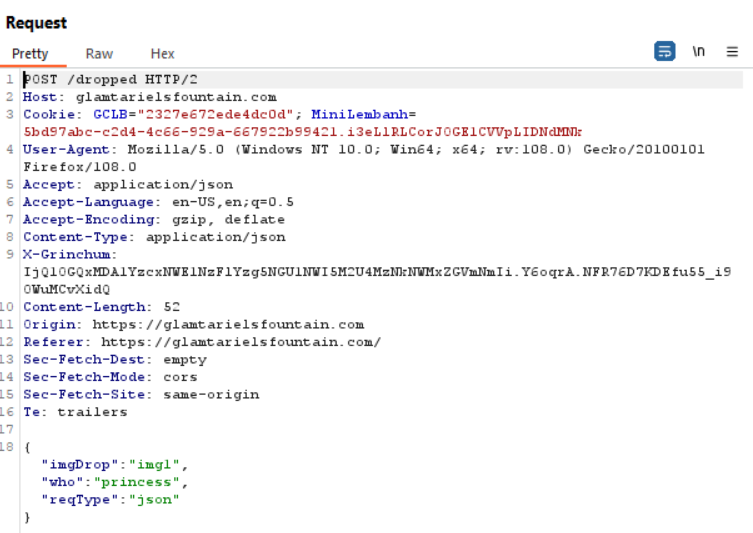 Request
Pretty Raw Hex \n
1 POST /dropped HTTP/2
2 Host: glamtarielsfountain.com
3 Cookie: GCLB="2327e672ede4dc0d"; MiniLembanh=
5bd97abc-c2d4-4c66-929a-667922b99421.i3eL1RLCorJOGE1CVVpLIDNdMNk
4 User-Agent: Mozilla/5.0 (Windows NT 10.0; Win64; x64; rv:108.0) Gecko/20100101
Firefox/108.0
5 Accept: application/json
6 Accept-Language: en-US,en;q=0.5
7 Accept-Encoding: gzip, deflate
8 Content-Type: application/json
9 X-Grinchum:
IjQ1OGQxMDA1YzcxNWE1NzF1Yzg5NGU1NWI5M2U4MzNkNWMxZGVmNmIi.Y6oqrA.NFR76D7KDEfu55_i9
0WuMCvXidQ
10 Content-Length: 52
11 Origin: https://glamtarielsfountain.com
12 Referer: https://glamtarielsfountain.com/
13 Sec-Fetch-Dest: empty
14 Sec-Fetch-Mode: cors
15 Sec-Fetch-Site: same-origin
16 Te: trailers
17
18 {
"imgDrop":"img1",
"who":"princess",
"reqType":"json"
}